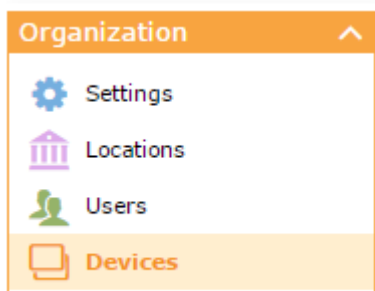 Organization
Settings
Locations
Users
Devices